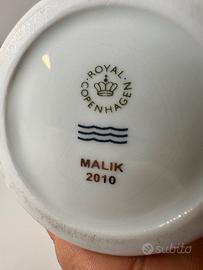 ROYAL
COPENHAGEN
MALIK
2010
subito